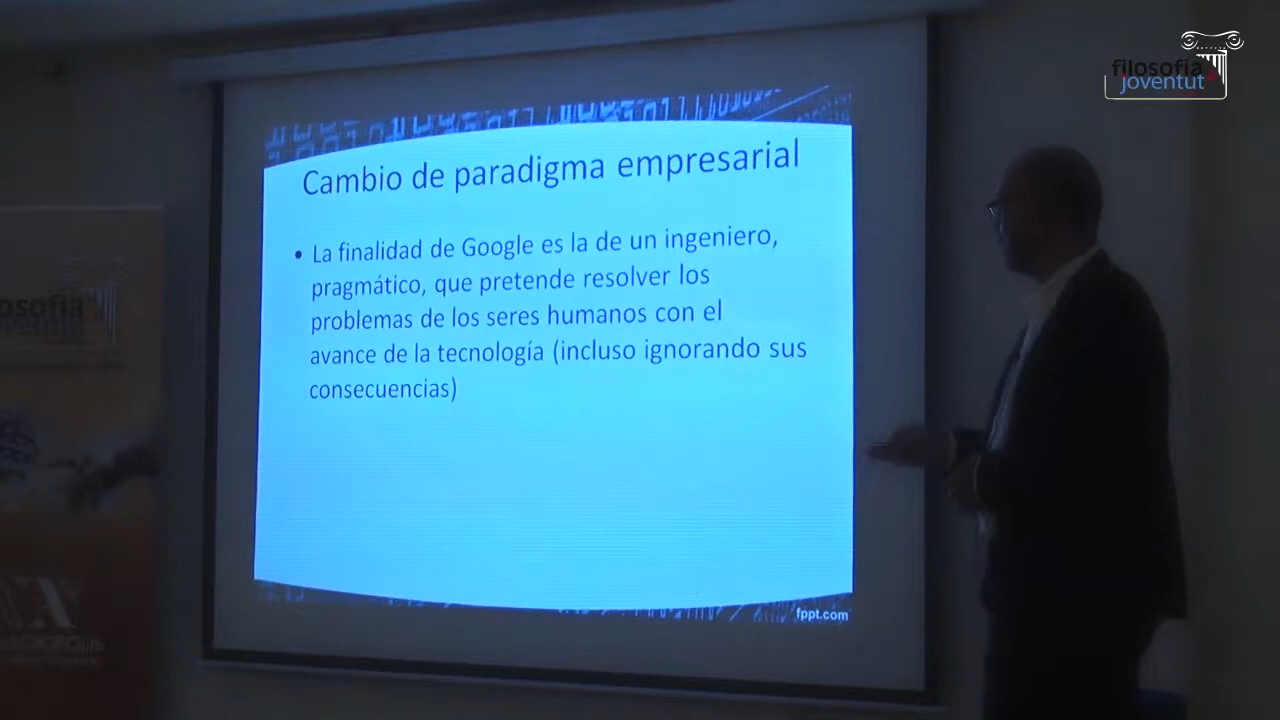 filosofia
joventut
Cambio de paradigma empresarial
• La finalidad de Google es la de un ingeniero,
pragmático, que pretende resolver los
problemas de los seres humanos con el
avance de la tecnología (incluso ignorando sus
consecuencias)
fppt.com